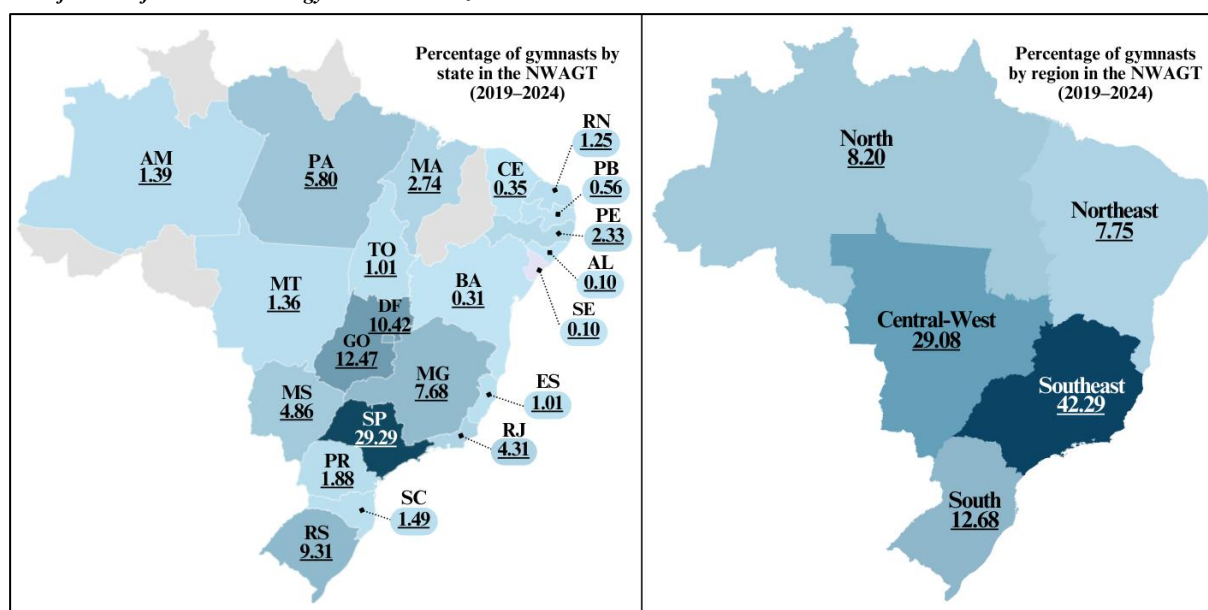 Percentage of gymnasts by
state in the NWAGT
(2019–2024)
RN
1.25
AM
1.39
PA
5.80
MA
2.74
CE
0.35
PB
0.56
PE
2.33
TO
1.01
AL
0.10
MT
1.36
BA
0.31
SE
0.10
DF
10.42
GO
12.47
MG
7.68
ES
1.01
MS
4.86
SP
29.29
RJ
4.31
PR
1.88
SC
1.49
RS
9.31
Percentage of gymnasts
by region in the NWAGT
(2019–2024)
North
8.20
Northeast
7.75
Central-West
29.08
Southeast
42.29
South
12.68